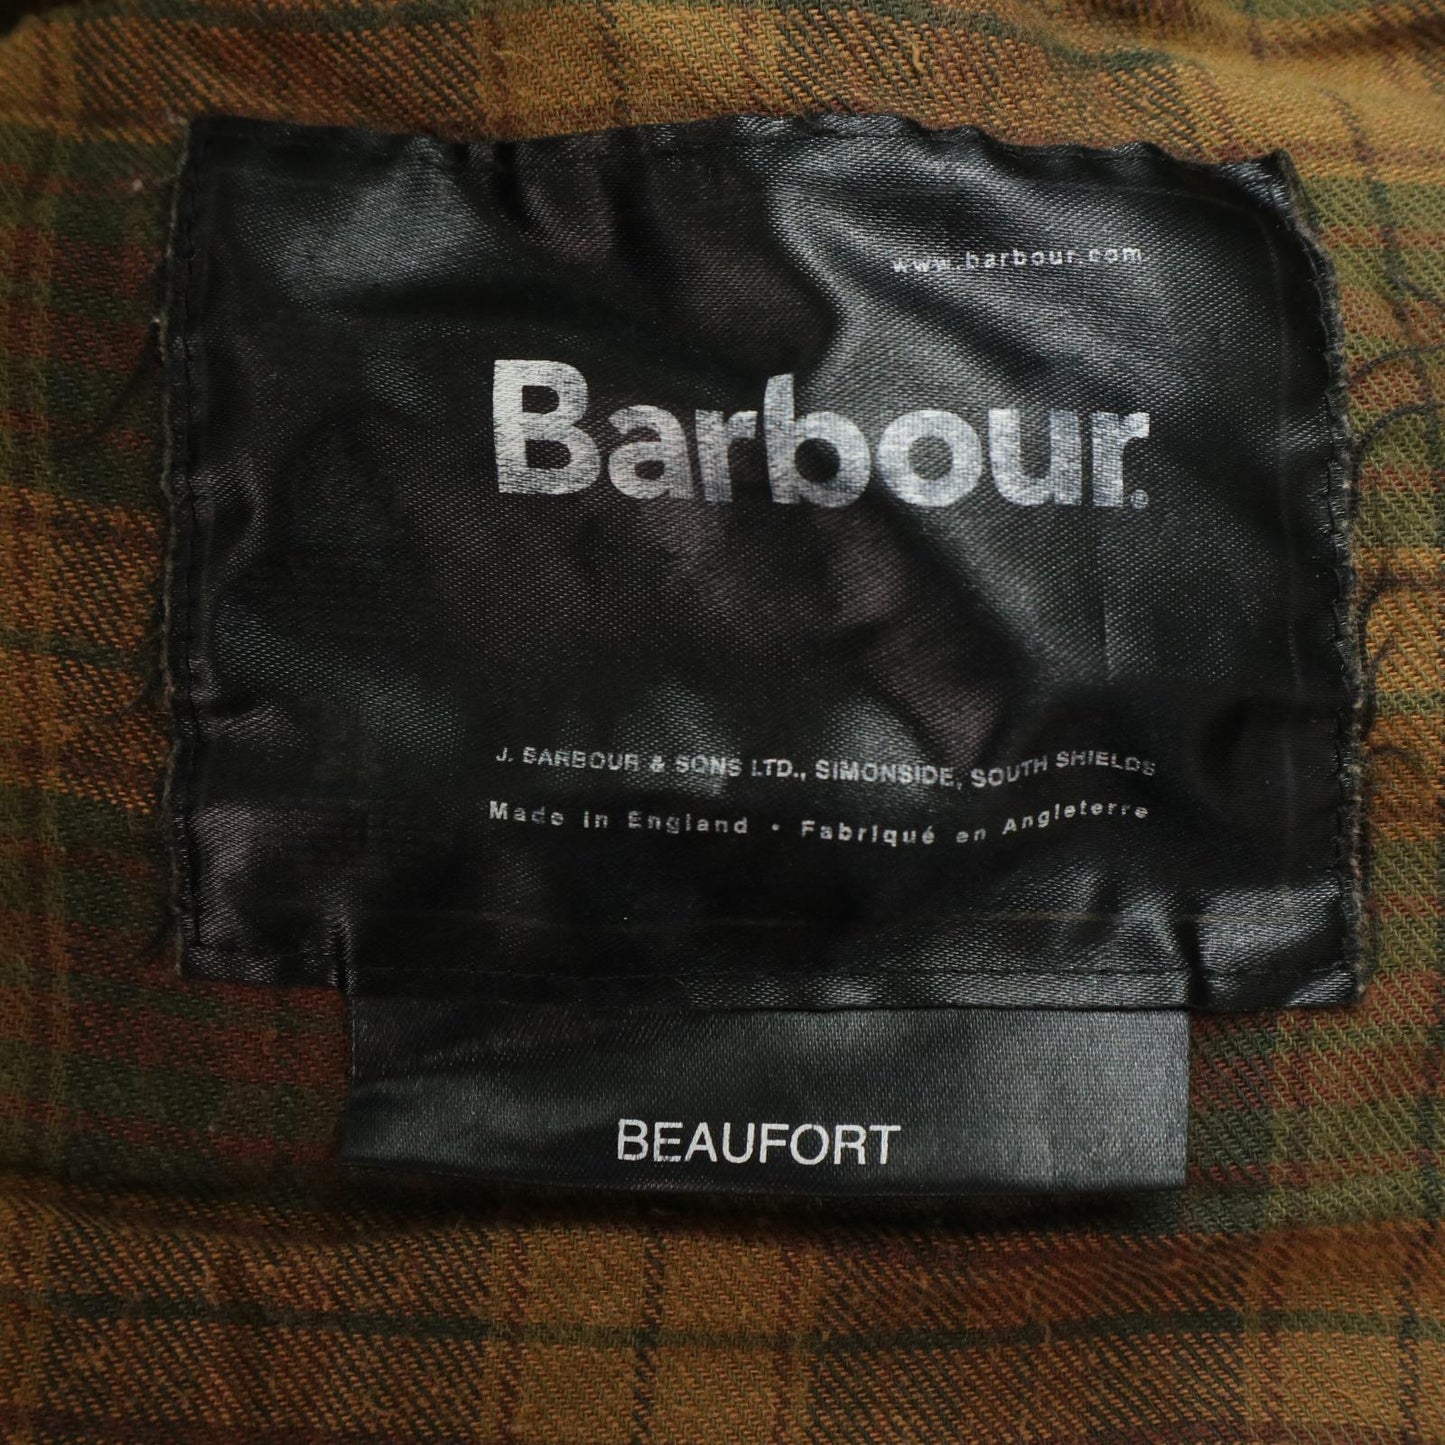 www.barbour.com
Barbour®
J. BARBOUR & SONS LTD., SIMONSIDE, SOUTH SHIELDS
Made in England • Fabriqué en Angleterre
BEAUFORT